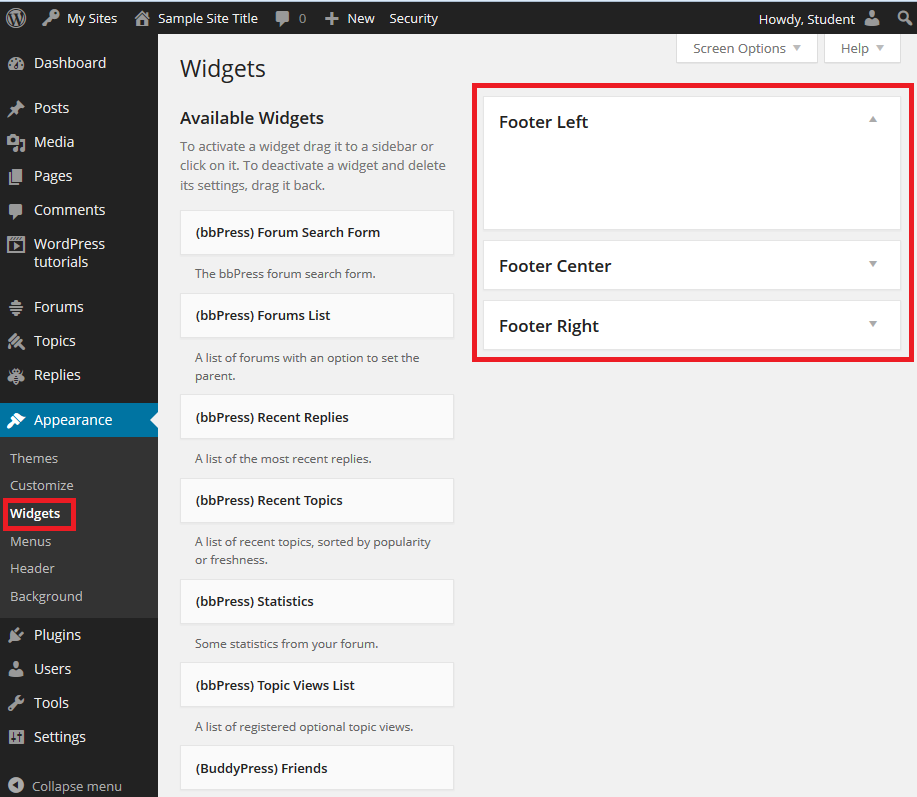 My Sites Sample Site Title 0 New Security Howdy, Student
Screen Options Help
Dashboard
Posts
Media
Pages
Comments
WordPress
tutorials
Forums
Topics
Replies
Appearance
Themes
Customize
Widgets
Menus
Header
Background
Plugins
Users
Tools
Settings
Collapse menu
Widgets
Available Widgets
To activate a widget drag it to a sidebar or
click on it. To deactivate a widget and delete
its settings, drag it back.
(bbPress) Forum Search Form
The bbPress forum search form.
(bbPress) Forums List
A list of forums with an option to set the
parent.
(bbPress) Recent Replies
A list of the most recent replies.
(bbPress) Recent Topics
A list of recent topics, sorted by popularity
or freshness.
(bbPress) Statistics
Some statistics from your forum.
(bbPress) Topic Views List
A list of registered optional topic views.
(BuddyPress) Friends
Footer Left
Footer Center
Footer Right